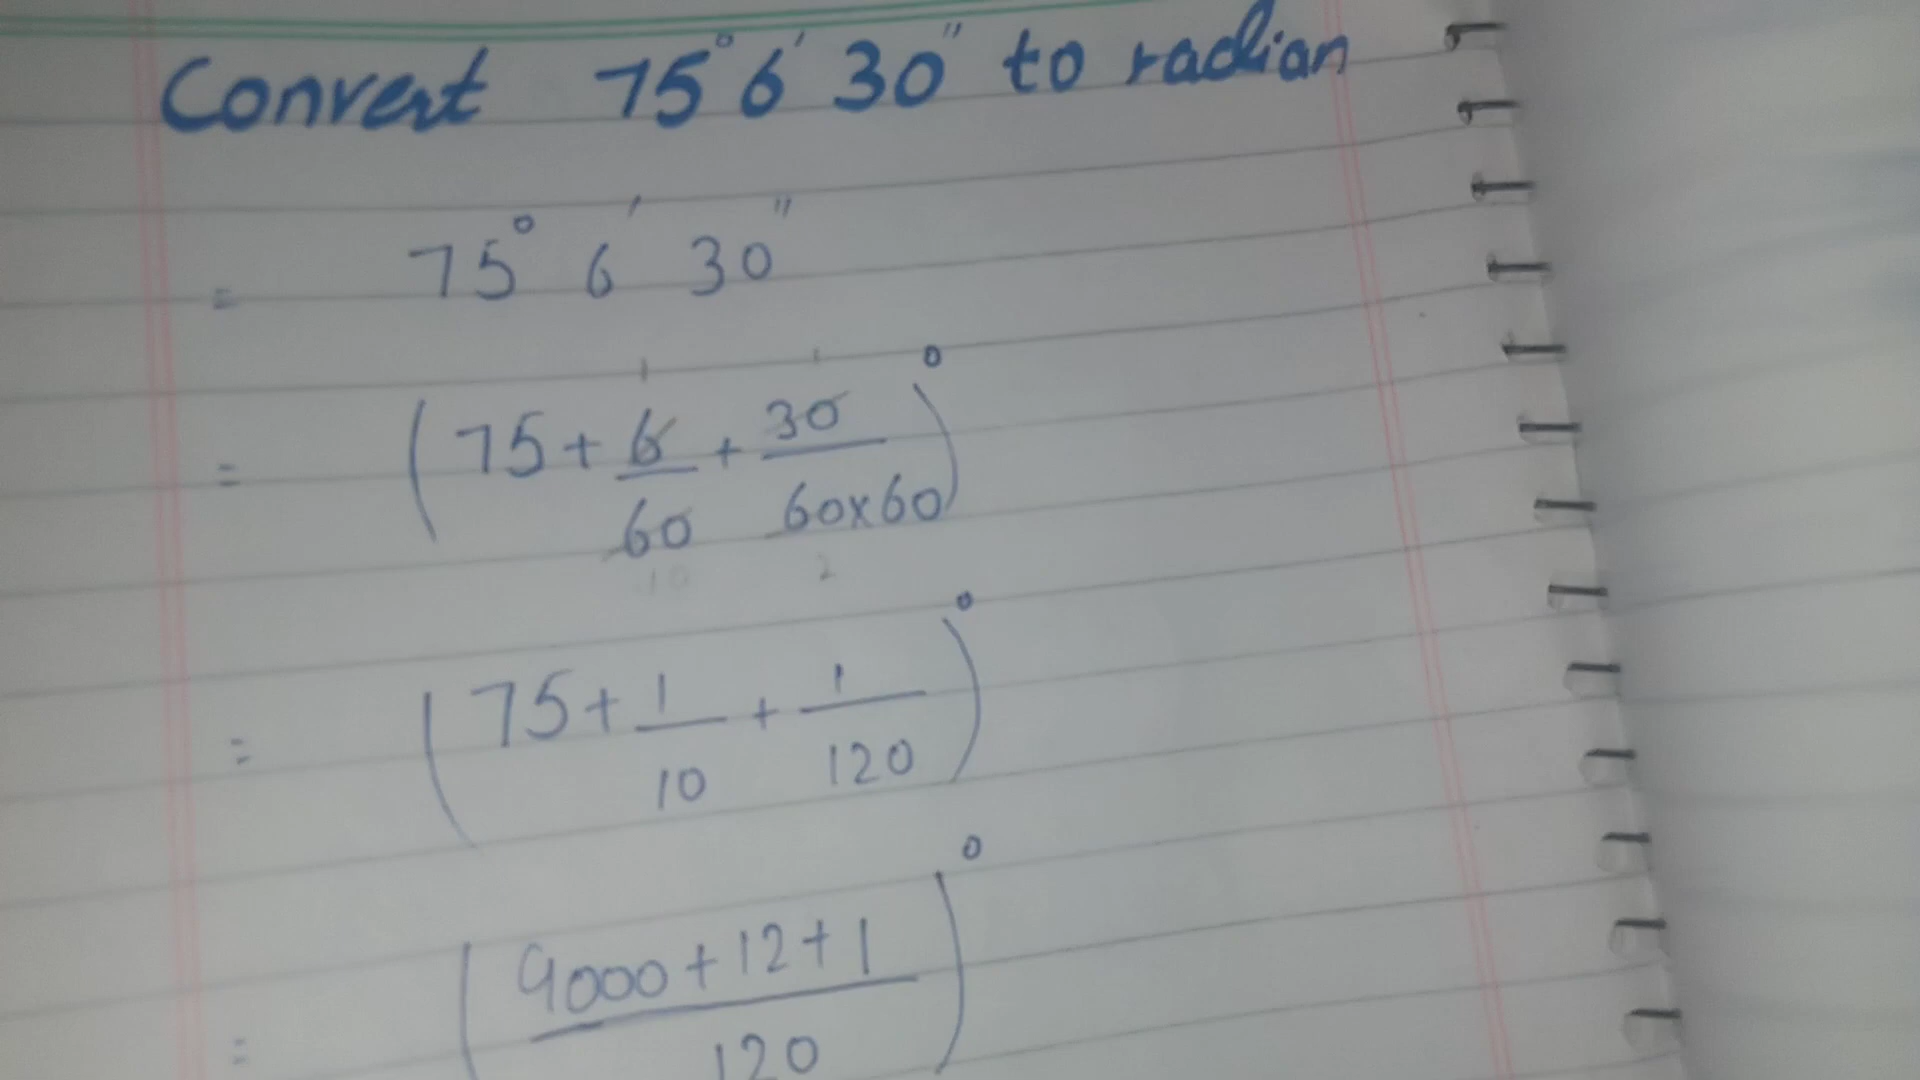 Convert 75° 6' 30" to radian
= 75° 6' 30"
= (75 + 6/60 + 30/60x60)°
= (75 + 1/10 + 1/120)°
= (9000 + 12 + 1/120)°